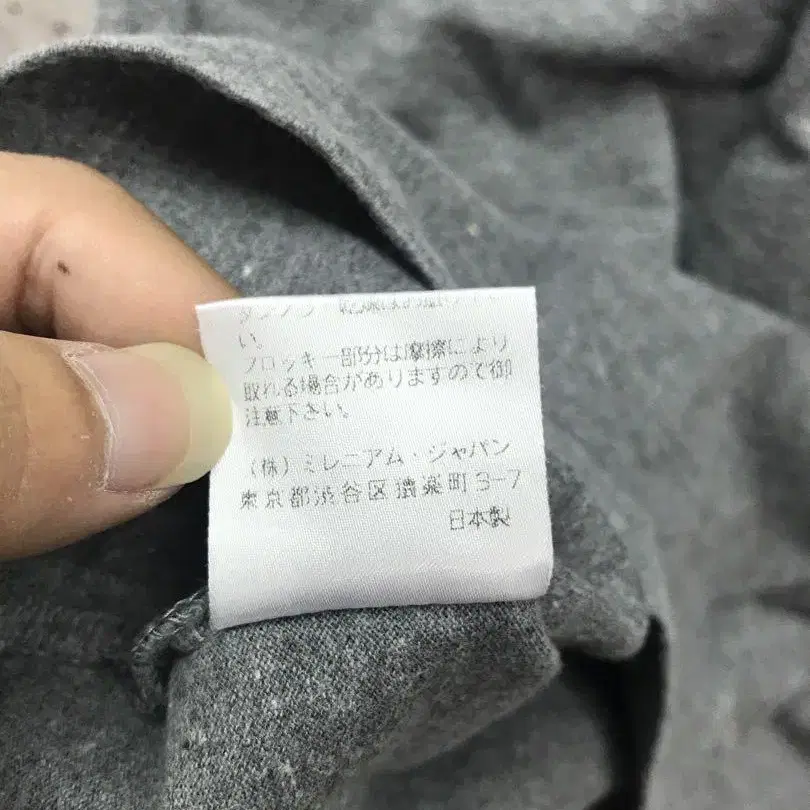 い。
フロッキー部分は摩擦により
取れる場合がありますので御
注意下さい。
(株)ミレニアム・ジャパン
東京都渋谷区猿楽町3-7
日本製